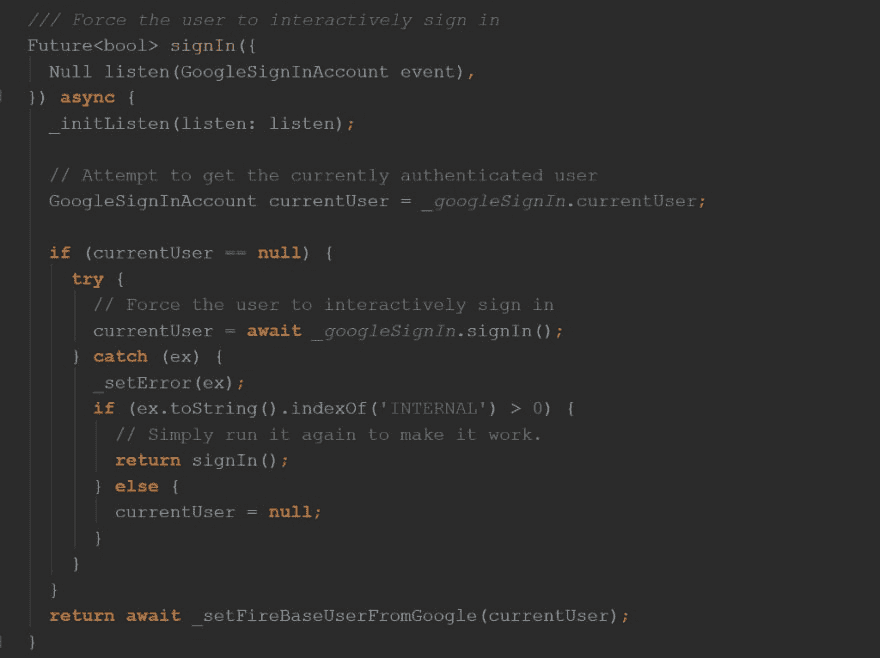 /// Force the user to interactively sign in
Future<bool> signIn({
  Null listen(GoogleSignInAccount event),
}) async {
  _initListen(listen: listen);

  // Attempt to get the currently authenticated user
  GoogleSignInAccount currentUser = _googleSignIn.currentUser;

  if (currentUser == null) {
    try {
      // Force the user to interactively sign in
      currentUser = await _googleSignIn.signIn();
    } catch (ex) {
      _setError(ex);
      if (ex.toString().indexOf('INTERNAL') > 0) {
        // Simply run it again to make it work.
        return signIn();
      } else {
        currentUser = null;
      }
    }
  }
  return await _setFireBaseUserFromGoogle(currentUser);
}